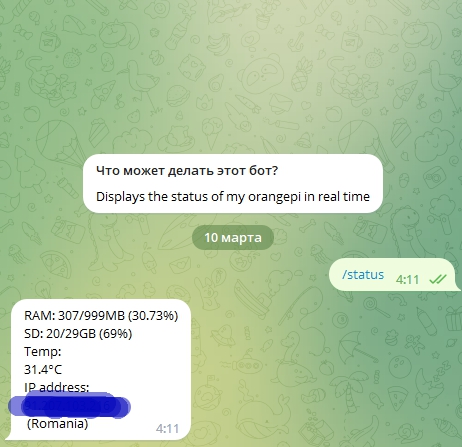 Что может делать этот бот?
Displays the status of my orangepi in real time
10 марта
/status 4:11
RAM: 307/999MB (30.73%)
SD: 20/29GB (69%)
Temp:
31.4°C
IP address:
(Romania) 4:11